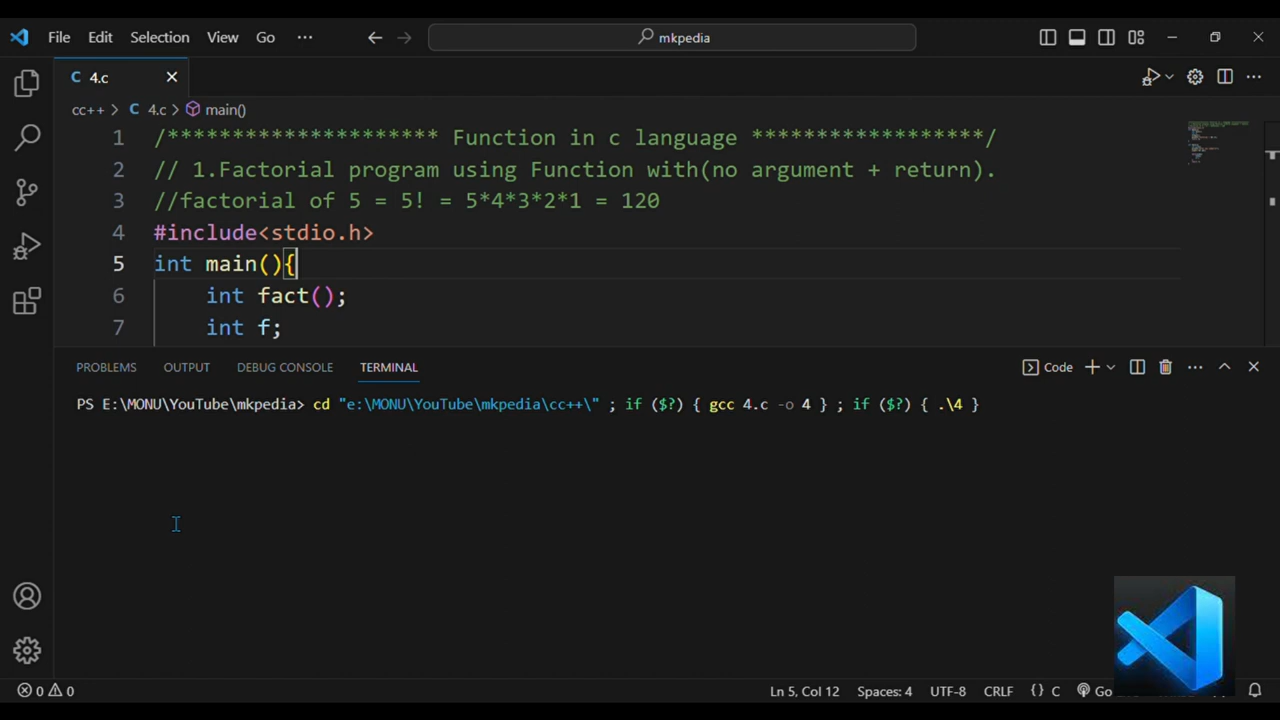 File Edit Selection View Go ··· mkpedia
C 4.c
cc++ > C 4.c > main()
1 /********************* Function in c language ******************/
2 // 1.Factorial program using Function with(no argument + return).
3 //factorial of 5 = 5! = 5*4*3*2*1 = 120
4 #include<stdio.h>
5 int main(){
6 int fact();
7 int f;
PROBLEMS OUTPUT DEBUG CONSOLE TERMINAL Code
PS E:\MONU\YouTube\mkpedia> cd "e:\MONU\YouTube\mkpedia\cc++\" ; if ($?) { gcc 4.c -o 4 } ; if ($?) { .\4 }
0 0 Ln 5, Col 12 Spaces: 4 UTF-8 CRLF {} C Go